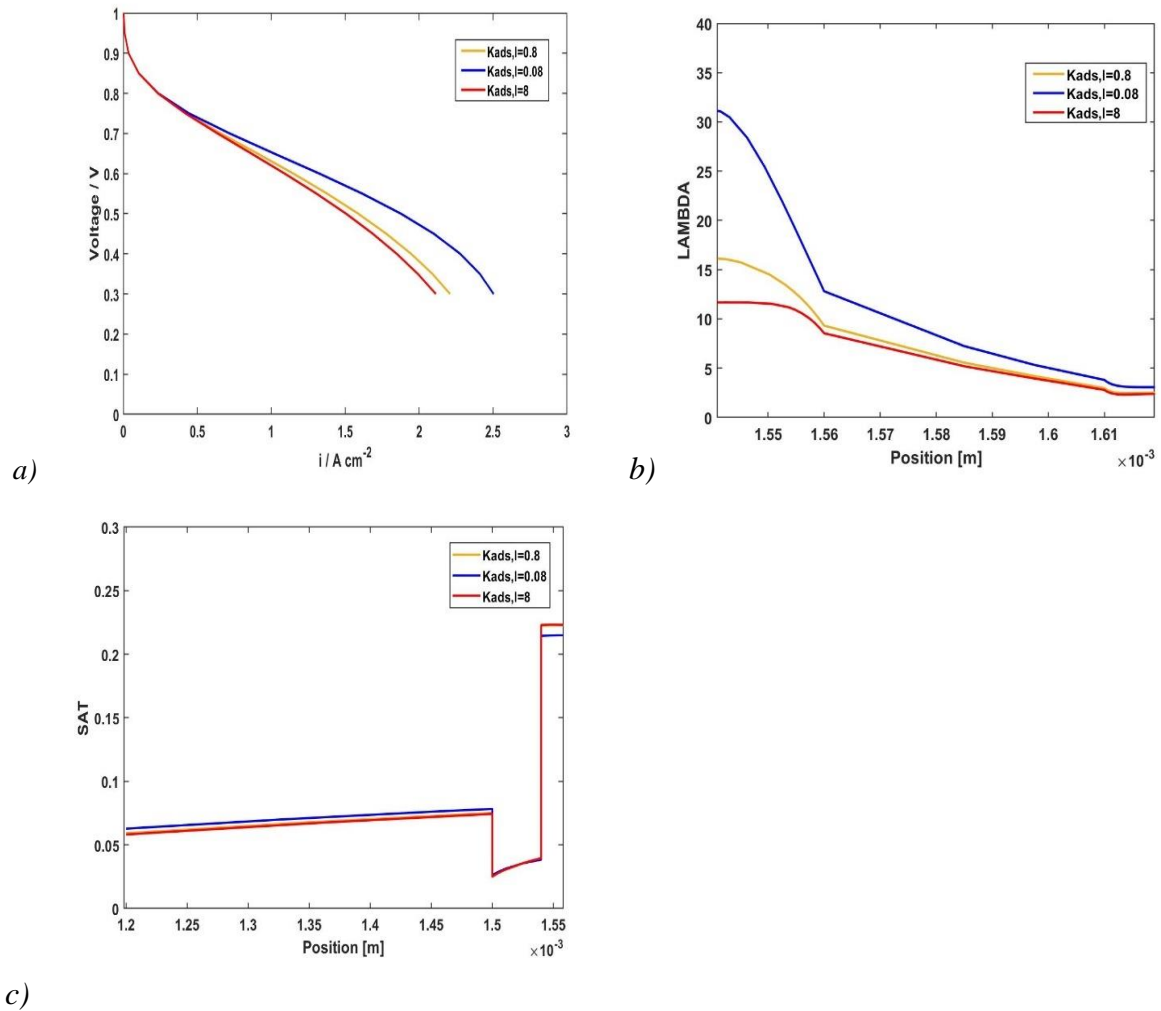 1
0.9
0.8
0.7
0.6
0.5
0.4
0.3
0.2
0.1
0
Voltage / V
Kads,l=0.8
Kads,l=0.08
Kads,l=8
0 0.5 1 1.5 2 2.5 3
i / A cm-2
a)
40
35
30
25
20
15
10
5
0
LAMBDA
Kads,l=0.8
Kads,l=0.08
Kads,l=8
1.55 1.56 1.57 1.58 1.59 1.6 1.61
Position [m]
×10-3
b)
0.3
0.25
0.2
0.15
0.1
0.05
0
SAT
Kads,l=0.8
Kads,l=0.08
Kads,l=8
1.2 1.25 1.3 1.35 1.4 1.45 1.5 1.55
Position [m]
×10-3
c)